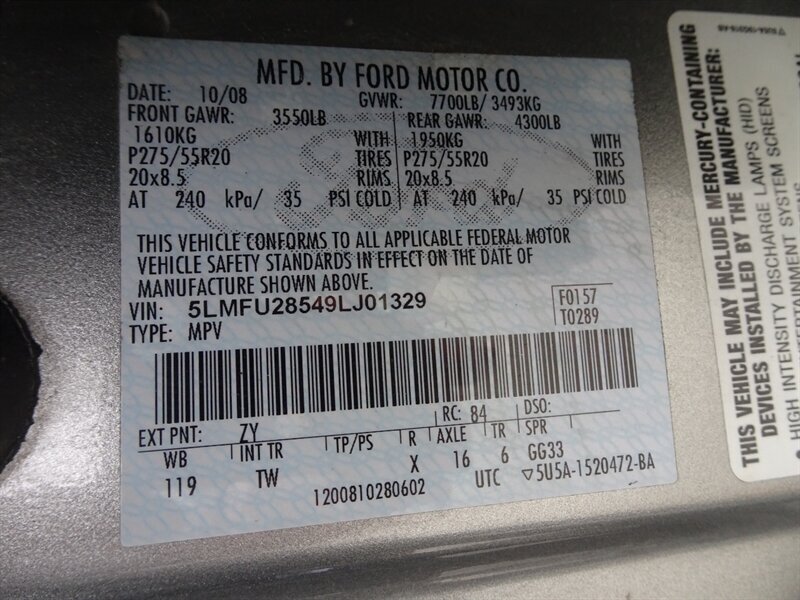 MFD. BY FORD MOTOR CO.
DATE: 10/08 GVWR: 7700LB/ 3493KG
FRONT GAWR: 3550LB REAR GAWR: 4300LB
1610KG WITH 1950KG WITH
P275/55R20 TIRES P275/55R20 TIRES
20x8.5 RIMS 20x8.5 RIMS
AT 240 kPa/ 35 PSI COLD AT 240 kPa/ 35 PSI COLD
Ford
THIS VEHICLE CONFORMS TO ALL APPLICABLE FEDERAL MOTOR
VEHICLE SAFETY STANDARDS IN EFFECT ON THE DATE OF
MANUFACTURE SHOWN ABOVE.
VIN: 5LMFU28549LJ01329 F0157
TYPE: MPV T0289
EXT PNT: ZY RC: 84 DSO:
WB INT TR TP/PS R AXLE TR SPR
119 TW X 16 6 GG33
1200810280602 UTC ▽5U5A-1520472-BA
THIS VEHICLE MAY INCLUDE MERCURY-CONTAINING
DEVICES INSTALLED BY THE MANUFACTURER:
• HIGH INTENSITY DISCHARGE LAMPS (HID)
SYSTEM SCREENS